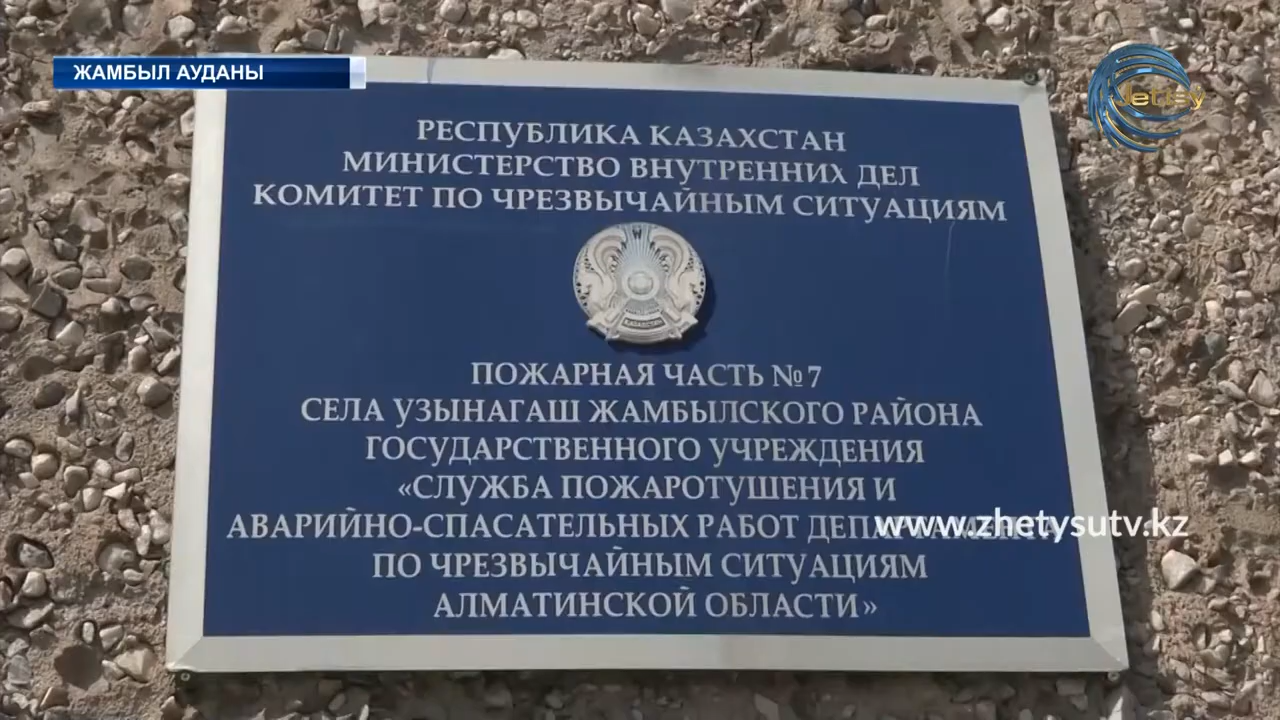 ЖАМБЫЛ АУДАНЫ
Jetisy
РЕСПУБЛИКА КАЗАХСТАН
МИНИСТЕРСТВО ВНУТРЕННИХ ДЕЛ
КОМИТЕТ ПО ЧРЕЗВЫЧАЙНЫМ СИТУАЦИЯМ
КАЗАХСТАН
ПОЖАРНАЯ ЧАСТЬ №7
СЕЛА УЗЫНАГАШ ЖАМБЫЛСКОГО РАЙОНА
ГОСУДАРСТВЕННОГО УЧРЕЖДЕНИЯ
«СЛУЖБА ПОЖАРОТУШЕНИЯ И
АВАРИЙНО-СПАСАТЕЛЬНЫХ РАБОТ
www.zhetysutv.kz
ПО ЧРЕЗВЫЧАЙНЫМ СИТУАЦИЯМ
АЛМАТИНСКОЙ ОБЛАСТИ»